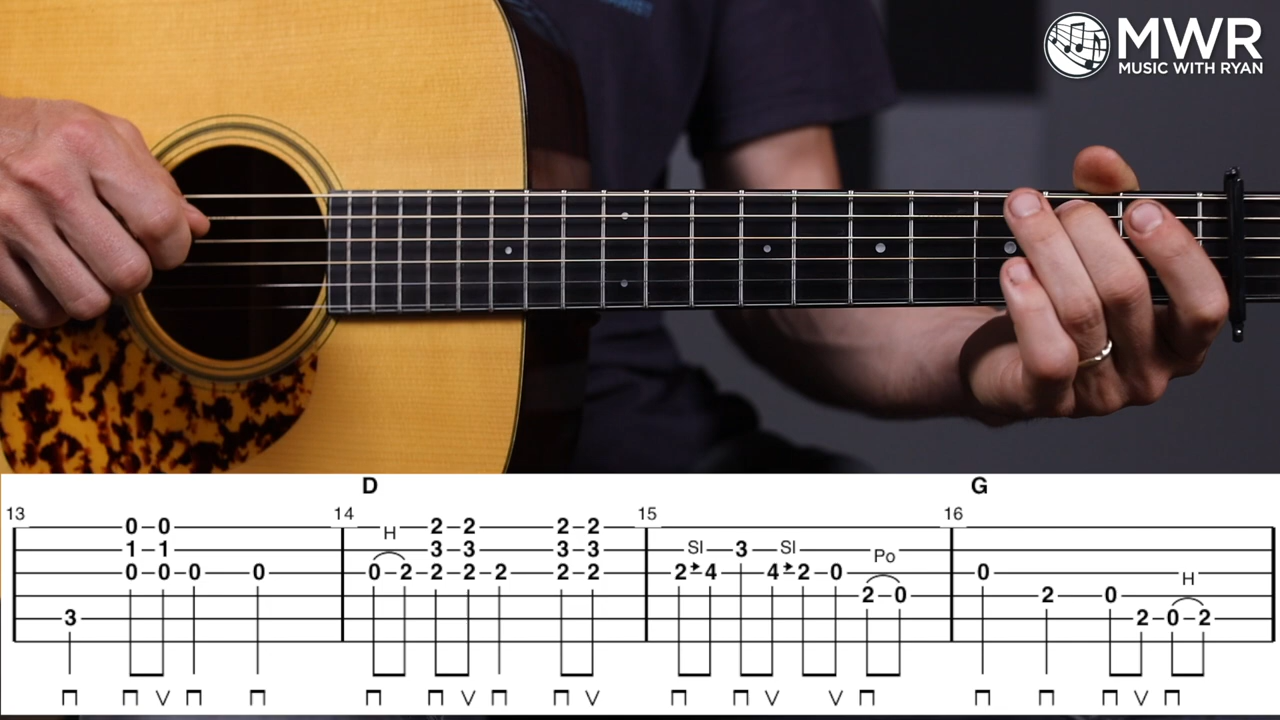 MWR
MUSIC WITH RYAN
D G
13 14 15 16
H 0-0 2-2 2-2
1-1 3-3 3-3 SI 3 SI Po
0-0-0 0 0-2 2-2-2 2-2 2 4 4 2-0 0 H
2-0 2 0
3 2-0-2